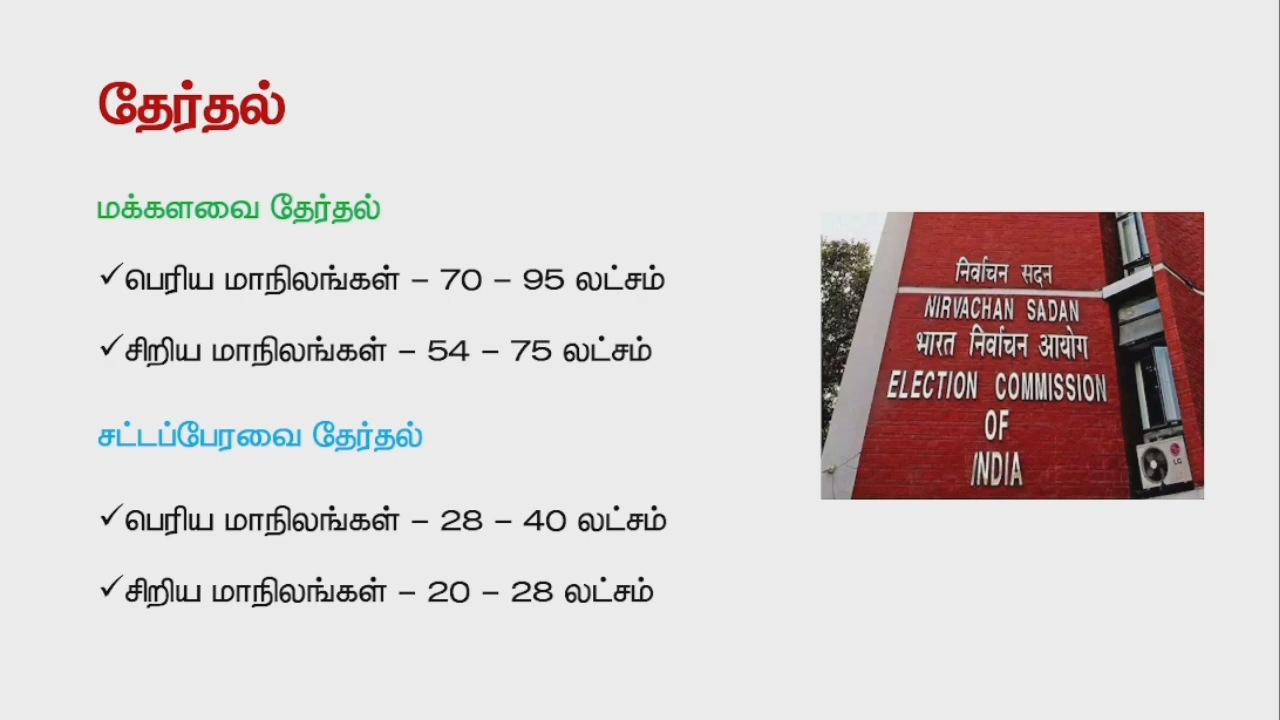 தேர்தல்
மக்களவை தேர்தல்
✓பெரிய மாநிலங்கள் – 70 – 95 லட்சம்
✓சிறிய மாநிலங்கள் – 54 – 75 லட்சம்
சட்டப்பேரவை தேர்தல்
✓பெரிய மாநிலங்கள் – 28 – 40 லட்சம்
✓சிறிய மாநிலங்கள் – 20 – 28 லட்சம்
निर्वाचन सदन
NIRVACHAN SADAN
भारत निर्वाचन आयोग
ELECTION COMMISSION
OF
INDIA
LG